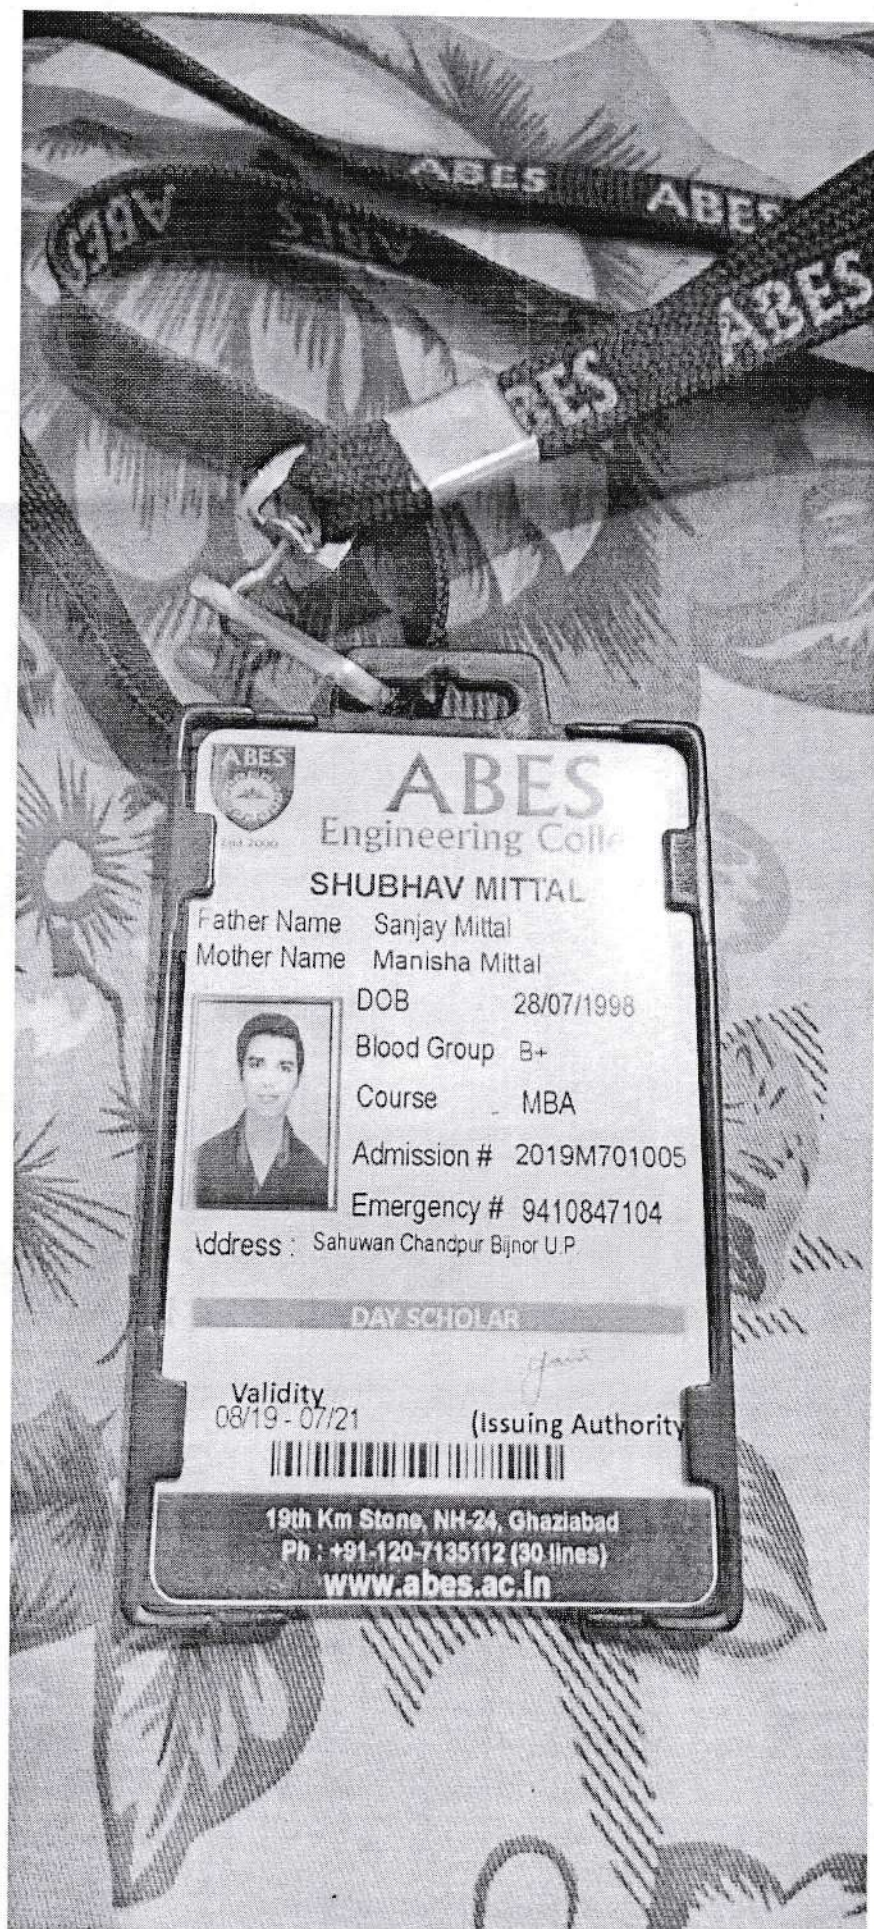 ABES
ABES
ABES
ABES
ABES
ABES
ABES
Engineering Colle
SHUBHAV MITTAL
Father Name Sanjay Mittal
Mother Name Manisha Mittal
DOB 28/07/1998
Blood Group B+
Course MBA
Admission # 2019M701005
Emergency # 9410847104
Address : Sahuwan Chandpur Bijnor U.P.
DAY SCHOLAR
Validity
08/19 - 07/21
(Issuing Authority
19th Km Stone, NH-24, Ghaziabad
Ph : +91-120-7135112 (30 lines)
www.abes.ac.in